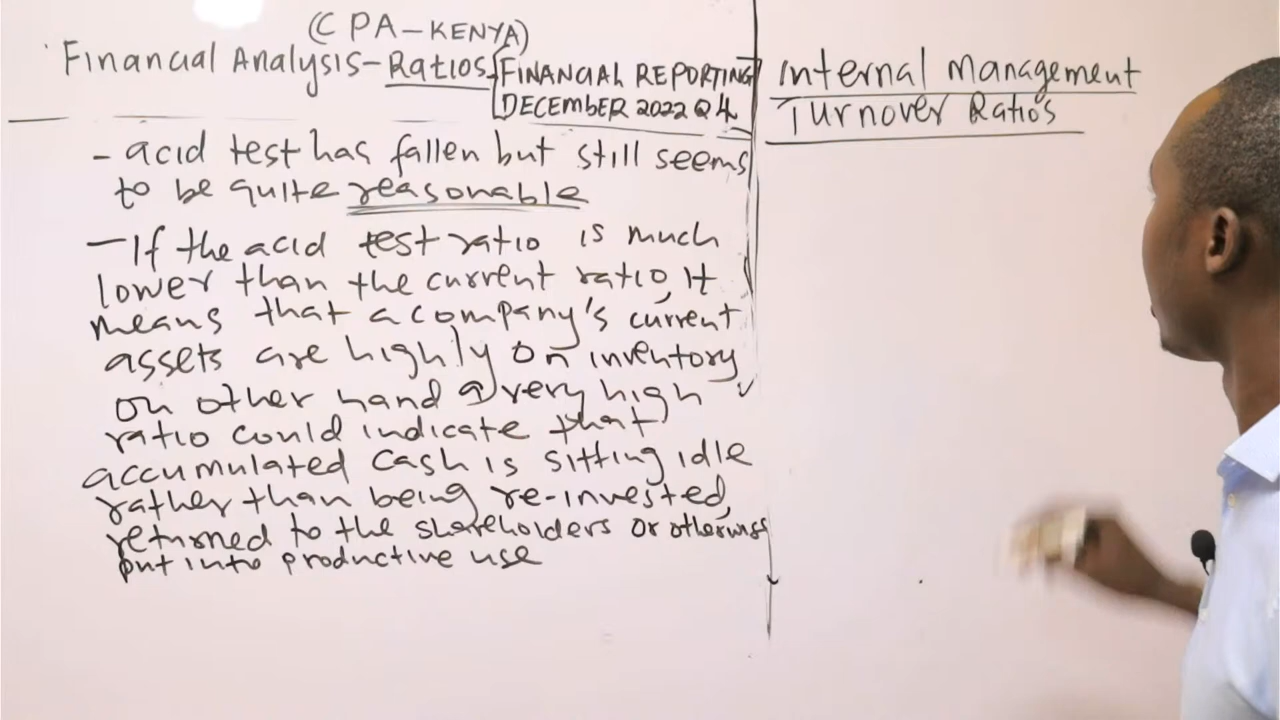 (CPA-KENYA)
Financial Analysis-Ratios
FINANCIAL REPORTING
DECEMBER 2022 Q4
- acid test has fallen but still seems
to be quite reasonable
- If the acid test ratio is much
lower than the current ratio, It
means that a company's current
assets are highly on inventory
on other hand a very high
ratio could indicate that
accumulated cash is sitting idle
rather than being re-invested,
returned to the shareholders or otherwise
put into productive use
Internal Management
Turnover Ratios